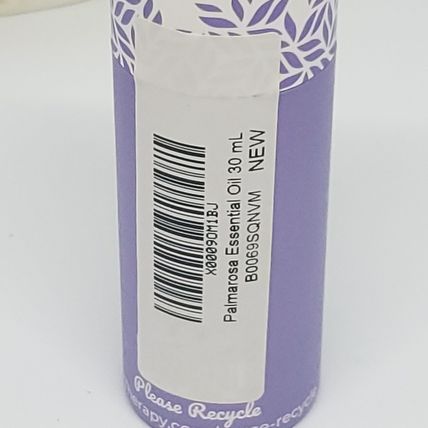 X0009OM1BJ
Palmarosa Essential Oil 30 mL
B0069SQNVM NEW
Please Recycle